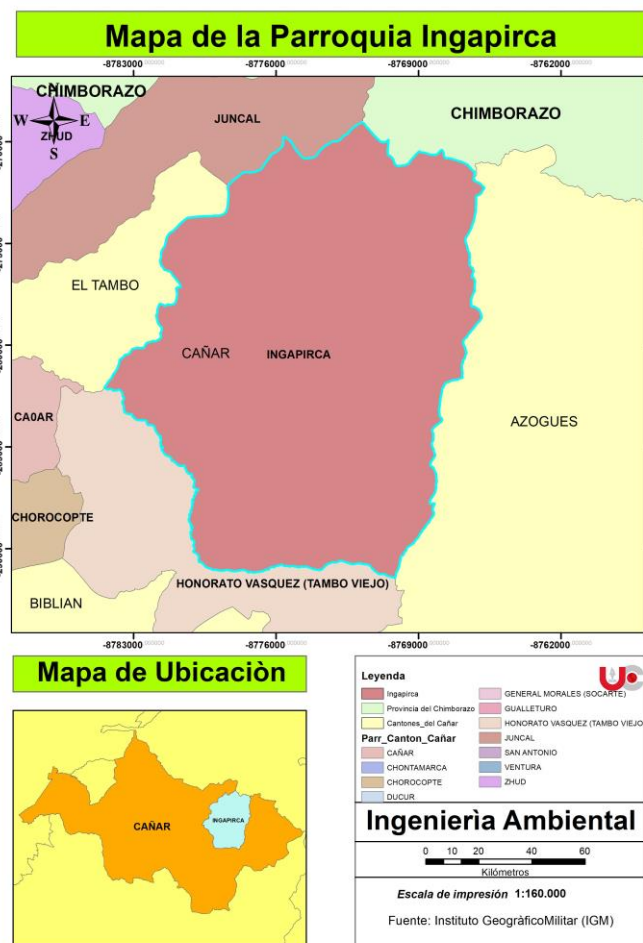 Mapa de la Parroquia Ingapirca
-8783000 -8776000 -8769000 -8762000
CHIMBORAZO
N
W E
S
ZHUD
JUNCAL
CHIMBORAZO
EL TAMBO
CAÑAR
INGAPIRCA
CA0AR
AZOGUES
CHOROCOPTE
HONORATO VASQUEZ (TAMBO VIEJO)
BIBLIAN
-8783000 -8776000 -8769000 -8762000
Mapa de Ubicaciòn
CAÑAR
INGAPIRCA
Leyenda
UC
Ingapirca
Provincia del Chimborazo
Cantones_del Cañar
Parr_Canton_Cañar
CAÑAR
CHONTAMARCA
CHOROCOPTE
DUCUR
GENERAL MORALES (SOCARTE)
GUALLETURO
HONORATO VASQUEZ (TAMBO VIEJO)
JUNCAL
SAN ANTONIO
VENTURA
ZHUD
Ingenierìa Ambiental
0 10 20 40 60
Kilómetros
Escala de impresión 1:160.000
Fuente: Instituto GeogràficoMilitar (IGM)